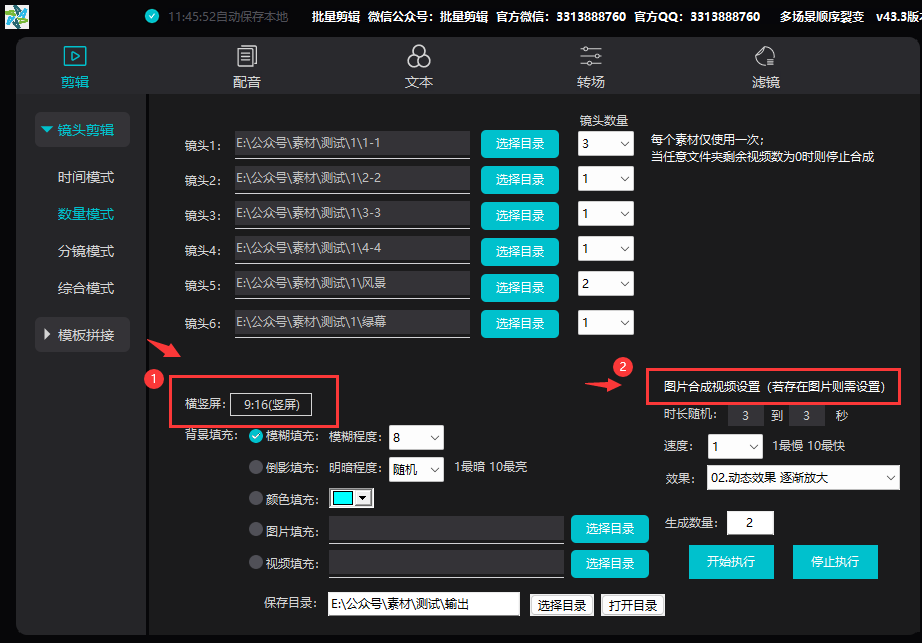 11:45:52自动保存本地 批量剪辑 微信公众号：批量剪辑 官方微信：3313888760 官方QQ：3313888760 多场景顺序裂变 v43.3版
剪辑 配音 文本 转场 滤镜
镜头剪辑
时间模式
数量模式
分镜模式
综合模式
模板拼接
镜头数量
镜头1： E:\公众号\素材\测试\1\1-1 选择目录 3
每个素材仅使用一次；
当任意文件夹剩余视频数为0时则停止合成
镜头2： E:\公众号\素材\测试\1\2-2 选择目录 1
镜头3： E:\公众号\素材\测试\1\3-3 选择目录 1
镜头4： E:\公众号\素材\测试\1\4-4 选择目录 1
镜头5： E:\公众号\素材\测试\1\风景 选择目录 2
镜头6： E:\公众号\素材\测试\1\绿幕 选择目录 1
1
横竖屏： 9:16(竖屏)
背景填充： 模糊填充： 模糊程度： 8
倒影填充： 明暗程度： 随机 1最暗 10最亮
颜色填充：
图片填充： 选择目录
视频填充： 选择目录
保存目录： E:\公众号\素材\测试\输出 选择目录 打开目录
2
图片合成视频设置（若存在图片则需设置）
时长随机： 3 到 3 秒
速度： 1 1最慢 10最快
效果： 02.动态效果 逐渐放大
生成数量： 2
开始执行 停止执行